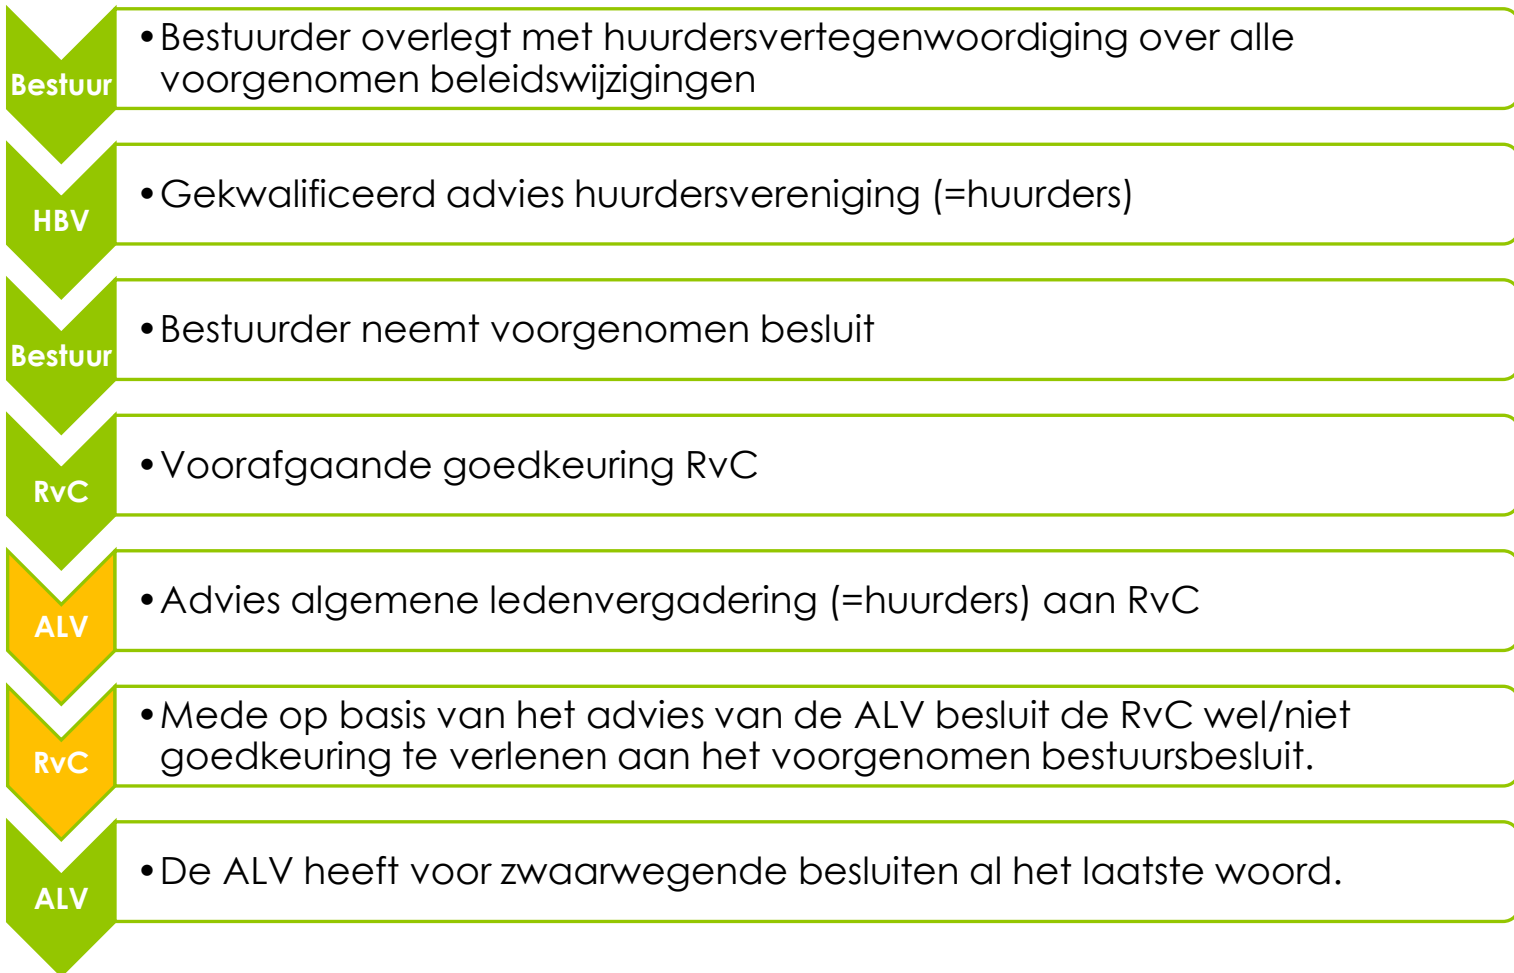 Bestuur
•Bestuurder overlegt met huurdersvertegenwoordiging over alle
voorgenomen beleidswijzigingen
HBV
•Gekwalificeerd advies huurdersvereniging (=huurders)
Bestuur
•Bestuurder neemt voorgenomen besluit
RvC
•Voorafgaande goedkeuring RvC
ALV
•Advies algemene ledenvergadering (=huurders) aan RvC
RvC
•Mede op basis van het advies van de ALV besluit de RvC wel/niet
goedkeuring te verlenen aan het voorgenomen bestuursbesluit.
ALV
•De ALV heeft voor zwaarwegende besluiten al het laatste woord.